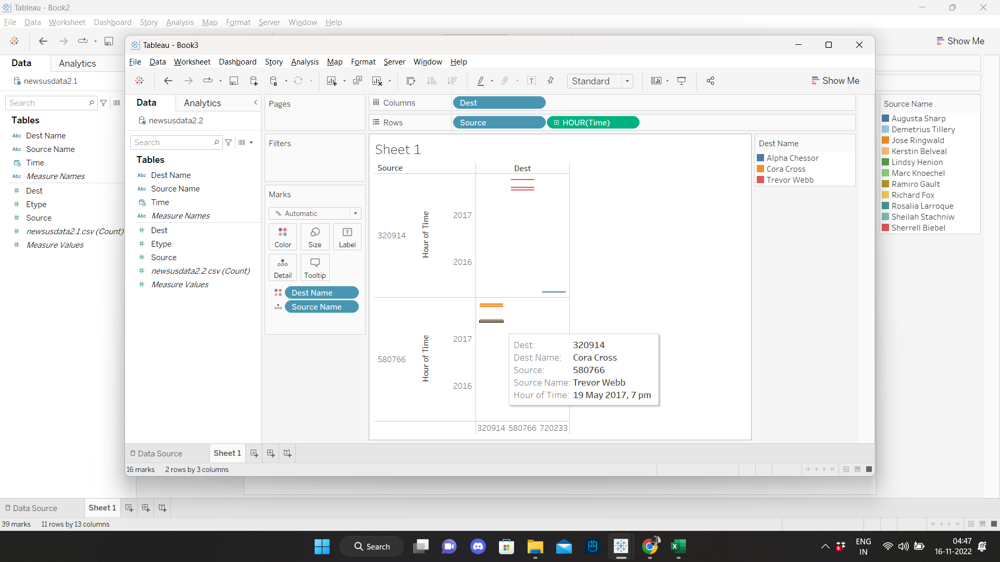 Tableau - Book2
File Data Worksheet Dashboard Story Analysis Map Format Server Window Help
Show Me
Data Analytics
newsusdata2.1
Search
Tables
Abc Dest Name
Abc Source Name
Time
Abc Measure Names
# Dest
# Etype
# Source
# newsusdata2.1.csv (Count)
# Measure Values
Tableau - Book3
File Data Worksheet Dashboard Story Analysis Map Format Server Window Help
Standard
Show Me
Data Analytics
newsusdata2.2
Search
Tables
Abc Dest Name
Abc Source Name
Time
Abc Measure Names
# Dest
# Etype
# Source
# newsusdata2.2.csv (Count)
# Measure Values
Pages
Filters
Marks
Automatic
Color Size Label
Detail Tooltip
Dest Name
Source Name
Columns Dest
Rows Source HOUR(Time)
Sheet 1
Source Dest
320914
Hour of Time
2017
2016
580766
Hour of Time
2017
2016
320914 580766 720233
Dest: 320914
Dest Name: Cora Cross
Source: 580766
Source Name: Trevor Webb
Hour of Time: 19 May 2017, 7 pm
Dest Name
Alpha Chessor
Cora Cross
Trevor Webb
Data Source Sheet 1
16 marks 2 rows by 3 columns
Source Name
Augusta Sharp
Demetrius Tillery
Jose Ringwald
Kerstin Belveal
Lindsy Henion
Marc Knoechel
Ramiro Gault
Richard Fox
Rosalia Larroque
Sheilah Stachniw
Sherrell Biebel
Data Source Sheet 1
39 marks 11 rows by 13 columns
Search
6
ENG
IN
04:47
16-11-2022